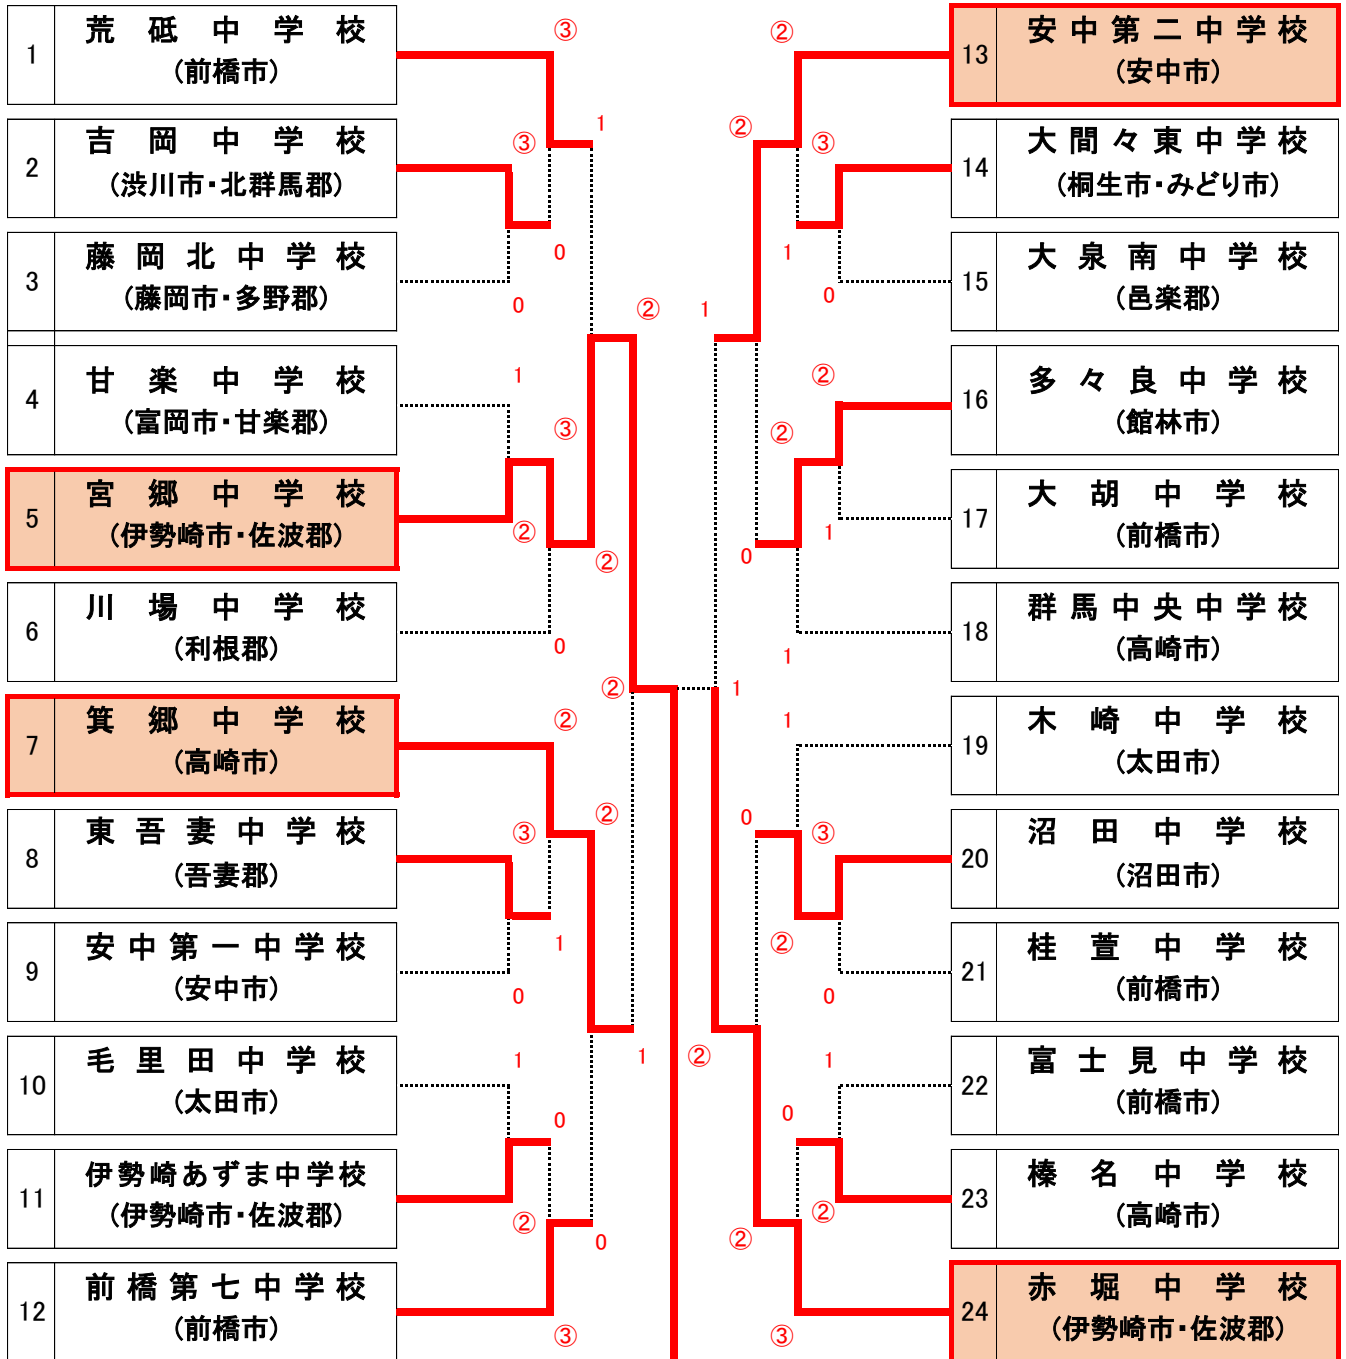 1
荒砥中学校
(前橋市)
2
吉岡中学校
(渋川市・北群馬郡)
3
藤岡北中学校
(藤岡市・多野郡)
4
甘楽中学校
(富岡市・甘楽郡)
5
宮郷中学校
(伊勢崎市・佐波郡)
6
川場中学校
(利根郡)
7
箕郷中学校
(高崎市)
8
東吾妻中学校
(吾妻郡)
9
安中第一中学校
(安中市)
10
毛里田中学校
(太田市)
11
伊勢崎あずま中学校
(伊勢崎市・佐波郡)
12
前橋第七中学校
(前橋市)
③
1
③
0
0
②
1
③
②
②
0
②
②
②
③
1
0
1
1
0
②
0
③
②
②
③
1
0
1
②
②
1
0
1
1
1
0
③
②
0
②
1
0
②
②
③
13
安中第二中学校
(安中市)
14
大間々東中学校
(桐生市・みどり市)
15
大泉南中学校
(邑楽郡)
16
多々良中学校
(館林市)
17
大胡中学校
(前橋市)
18
群馬中央中学校
(高崎市)
19
木崎中学校
(太田市)
20
沼田中学校
(沼田市)
21
桂萱中学校
(前橋市)
22
富士見中学校
(前橋市)
23
榛名中学校
(高崎市)
24
赤堀中学校
(伊勢崎市・佐波郡)